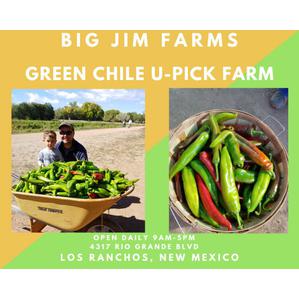 BIG JIM FARMS
GREEN CHILE U-PICK FARM
OPEN DAILY 9AM-5PM
4317 RIO GRANDE BLVD
LOS RANCHOS, NEW MEXICO